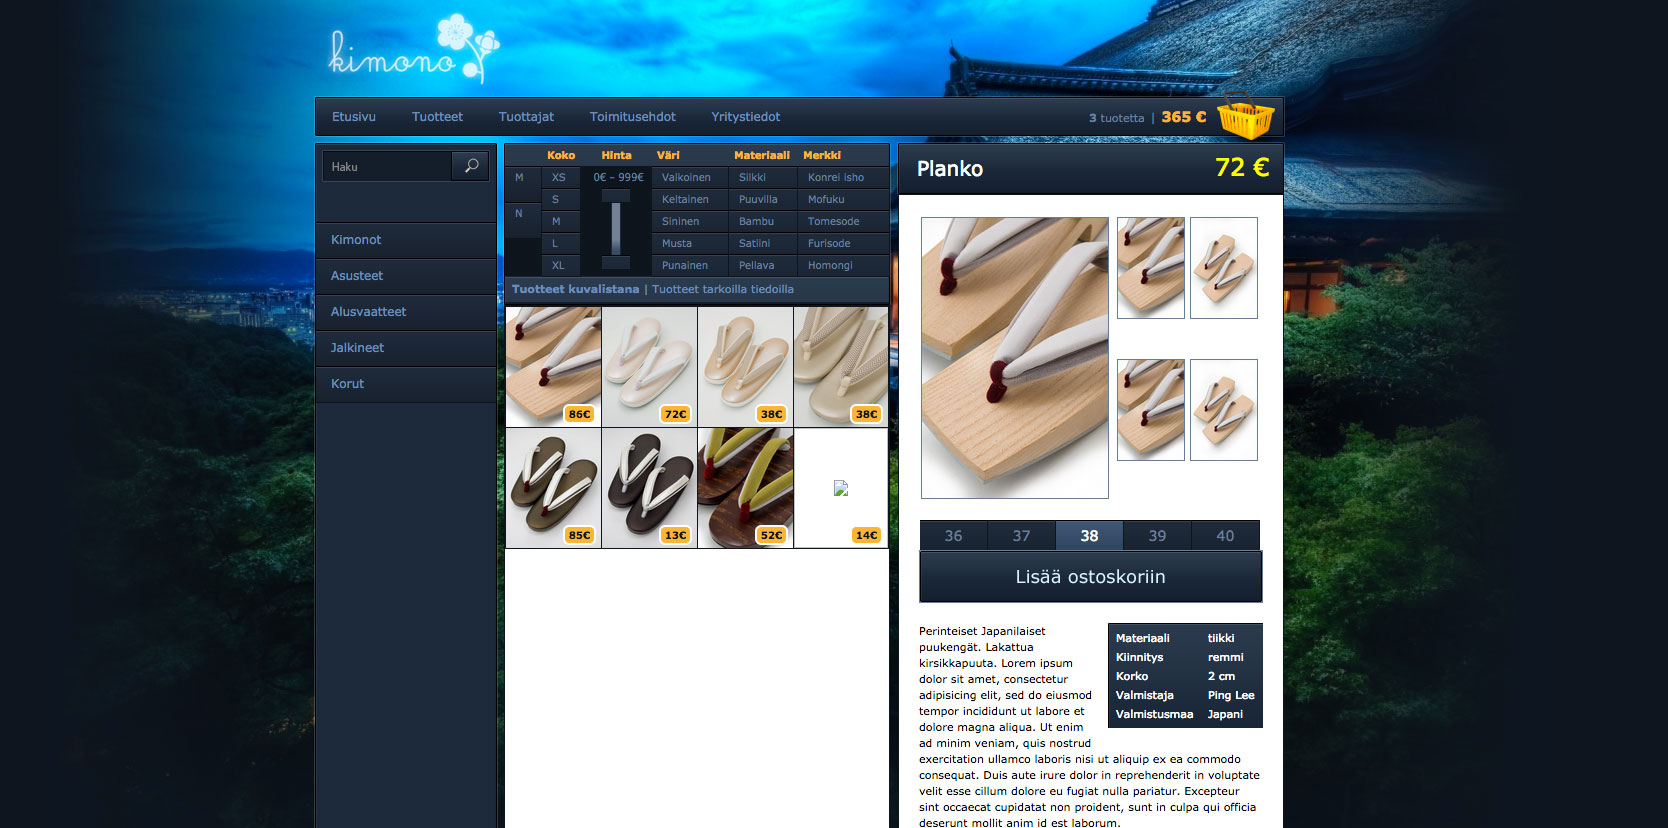 kimono
Etusivu Tuotteet Tuottajat Toimitusehdot Yritystiedot 3 tuotetta | 365 €
Haku
Kimonot
Asusteet
Alusvaatteet
Jalkineet
Korut
Koko Hinta Väri Materiaali Merkki
M XS 0€ - 999€ Valkoinen Silkki Konrei isho
S Keltainen Puuvilla Mofuku
N M Sininen Bambu Tomesode
L Musta Satiini Furisode
XL Punainen Pellava Homongi
Tuotteet kuvalistana | Tuotteet tarkoilla tiedoilla
86€ 72€ 38€ 38€
85€ 13€ 52€ 14€
Planko 72 €
36 37 38 39 40
Lisää ostoskoriin
Perinteiset Japanilaiset
puukengät. Lakattua
kirsikkapuuta. Lorem ipsum
dolor sit amet, consectetur
adipisicing elit, sed do eiusmod
tempor incididunt ut labore et
dolore magna aliqua. Ut enim
ad minim veniam, quis nostrud
exercitation ullamco laboris nisi ut aliquip ex ea commodo
consequat. Duis aute irure dolor in reprehenderit in voluptate
velit esse cillum dolore eu fugiat nulla pariatur. Excepteur
sint occaecat cupidatat non proident, sunt in culpa qui officia
deserunt mollit anim id est laborum.
Materiaali tiikki
Kiinnitys remmi
Korko 2 cm
Valmistaja Ping Lee
Valmistusmaa Japani